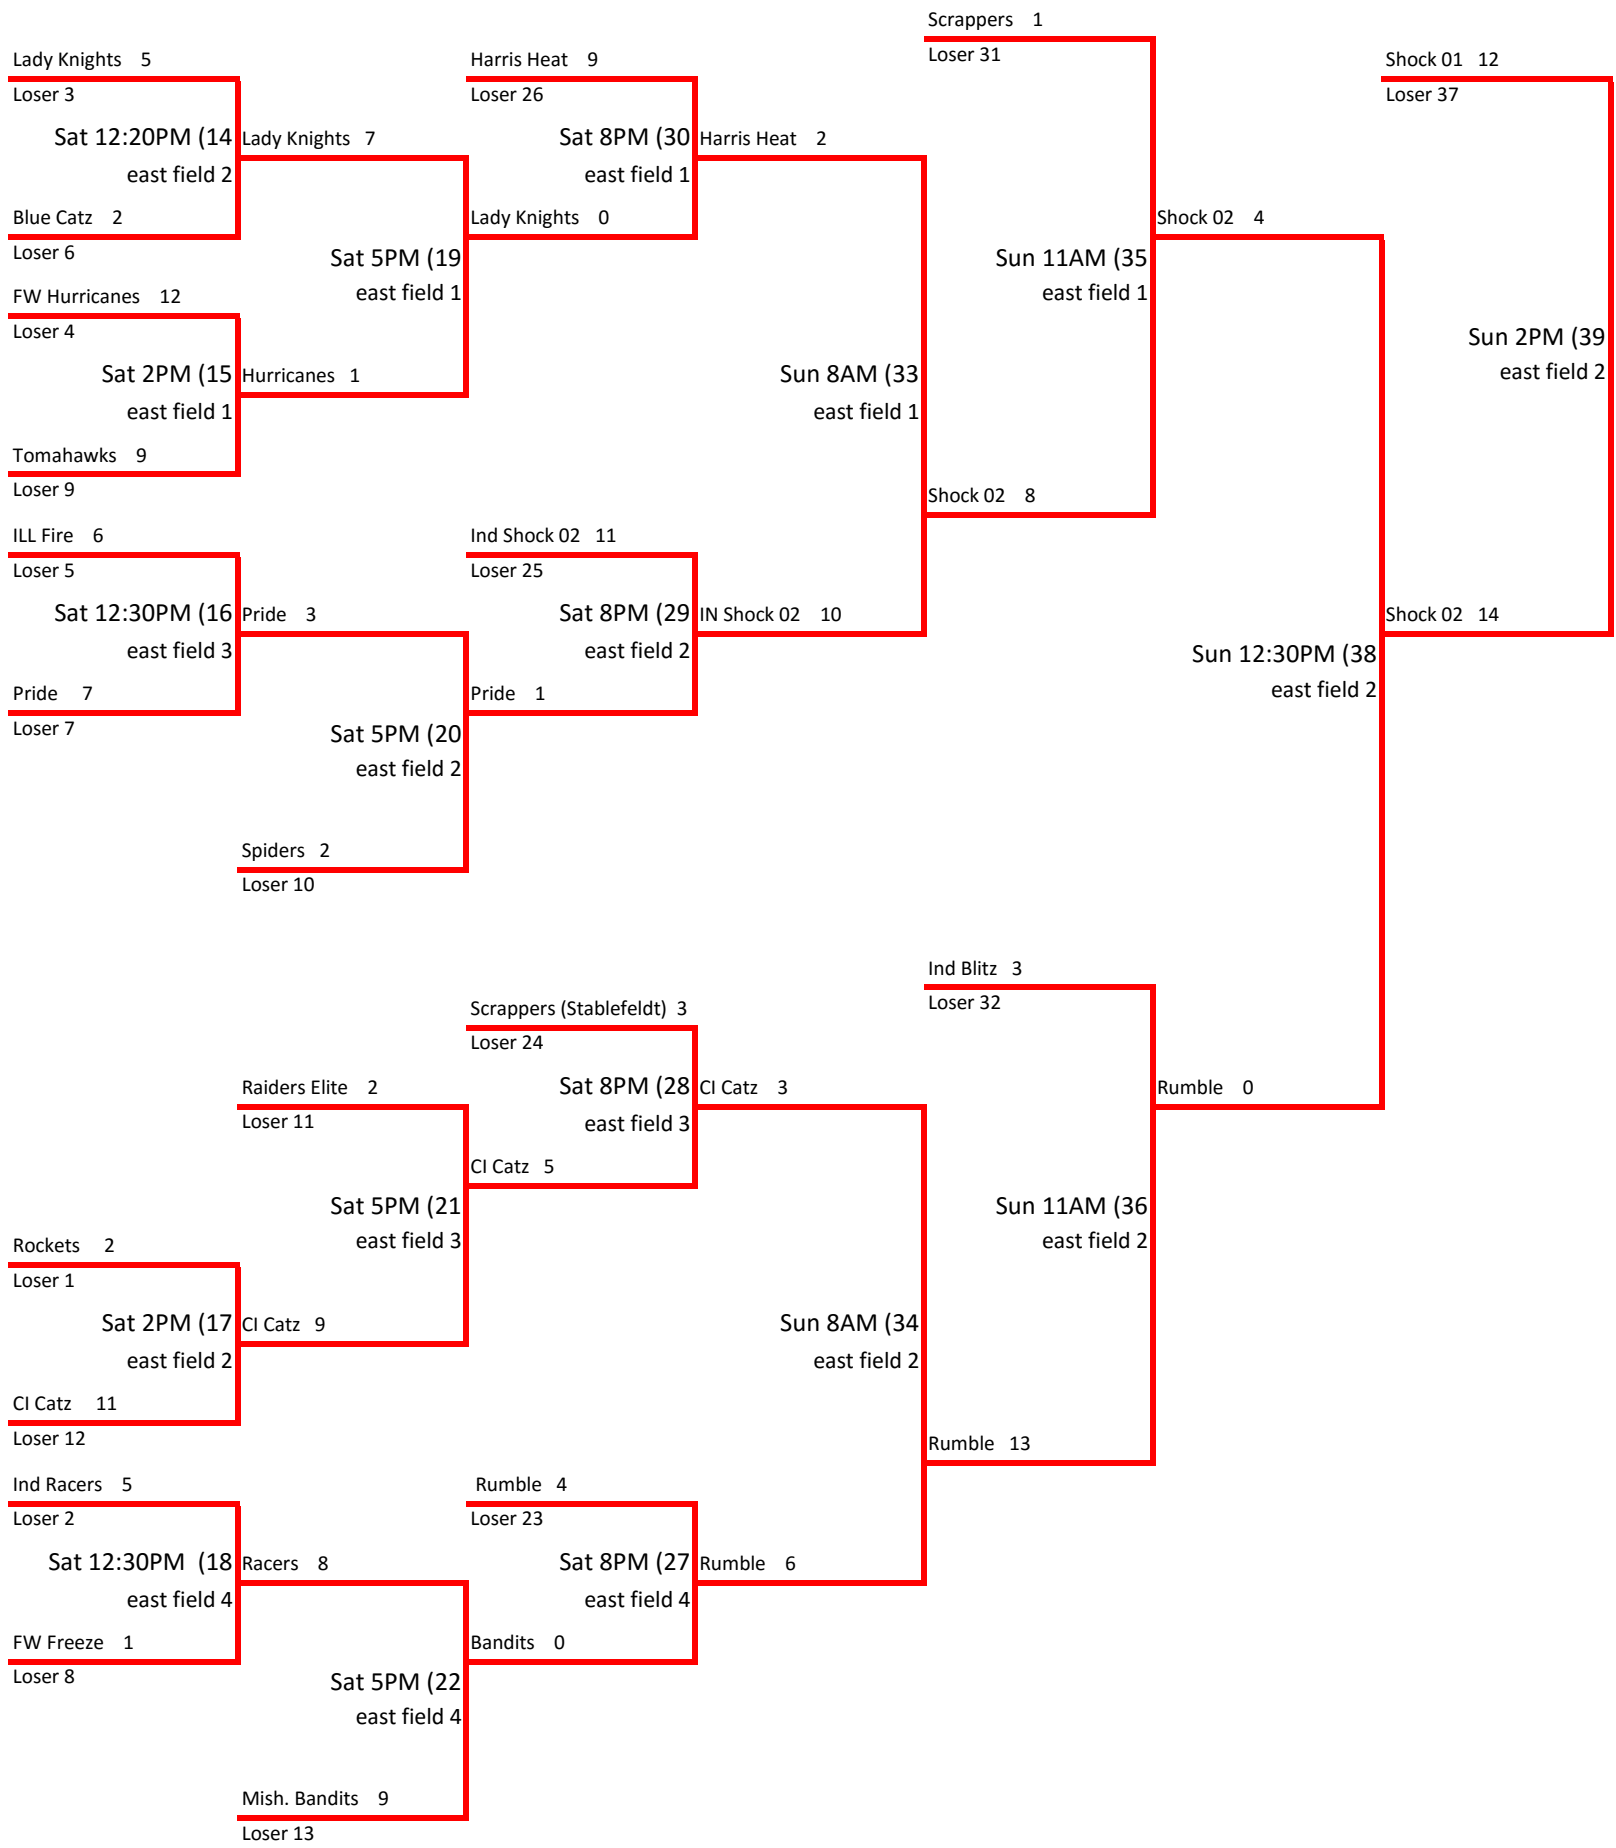 Scrappers 1
Loser 31
Lady Knights 5
Loser 3
Harris Heat 9
Loser 26
Shock 01 12
Loser 37
Sat 12:20PM (14
east field 2
Lady Knights 7
Sat 8PM (30
east field 1
Harris Heat 2
Blue Catz 2
Loser 6
Lady Knights 0
Shock 02 4
Sat 5PM (19
east field 1
Sun 11AM (35
east field 1
FW Hurricanes 12
Loser 4
Sun 2PM (39
east field 2
Sat 2PM (15
east field 1
Hurricanes 1
Sun 8AM (33
east field 1
Tomahawks 9
Loser 9
Shock 02 8
ILL Fire 6
Loser 5
Ind Shock 02 11
Loser 25
Sat 12:30PM (16
east field 3
Pride 3
Sat 8PM (29
east field 2
IN Shock 02 10
Shock 02 14
Sun 12:30PM (38
east field 2
Pride 7
Loser 7
Pride 1
Sat 5PM (20
east field 2
Spiders 2
Loser 10
Ind Blitz 3
Loser 32
Scrappers (Stablefeldt) 3
Loser 24
Raiders Elite 2
Loser 11
Sat 8PM (28
east field 3
CI Catz 3
Rumble 0
CI Catz 5
Sat 5PM (21
east field 3
Sun 11AM (36
east field 2
Rockets 2
Loser 1
Sat 2PM (17
east field 2
CI Catz 9
Sun 8AM (34
east field 2
CI Catz 11
Loser 12
Rumble 13
Ind Racers 5
Loser 2
Rumble 4
Loser 23
Sat 12:30PM (18
east field 4
Racers 8
Sat 8PM (27
east field 4
Rumble 6
FW Freeze 1
Loser 8
Bandits 0
Sat 5PM (22
east field 4
Mish. Bandits 9
Loser 13